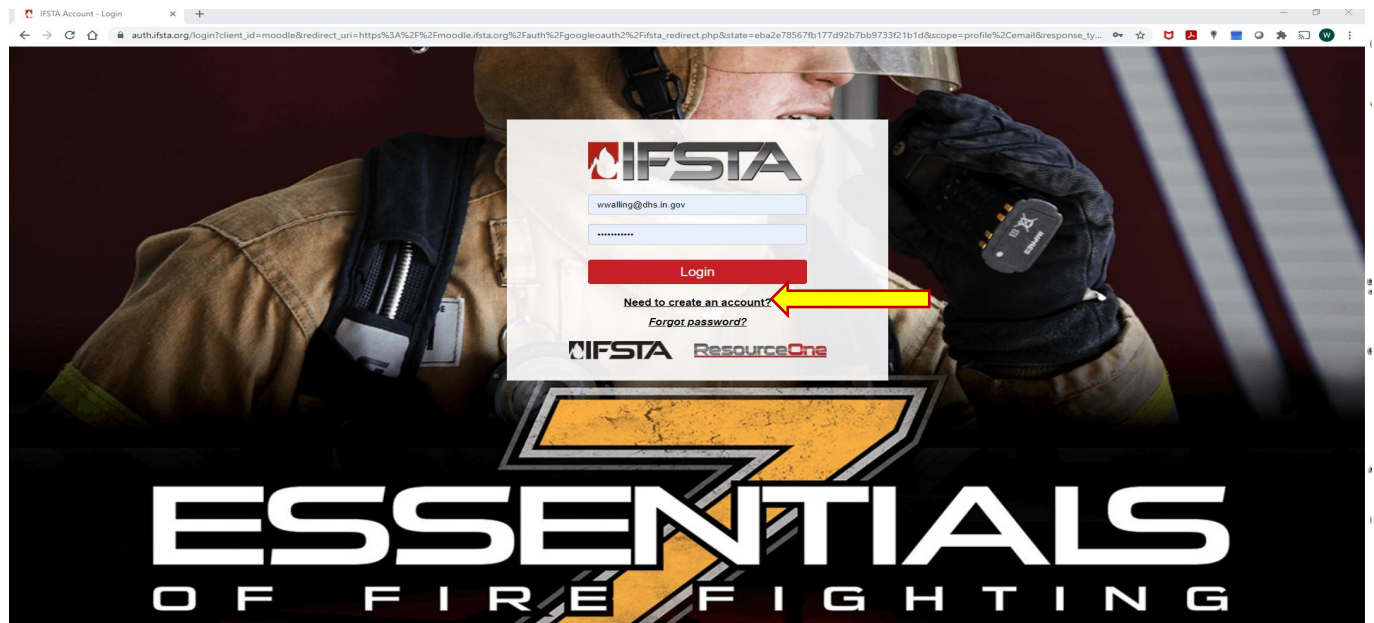 IFSTA Account - Login
auth.ifsta.org/login?client_id=moodle&redirect_uri=https%3A%2F%2Fmoodle.ifsta.org%2Fauth%2Fgoogleoauth2%2Fifsta_redirect.php&state=eba2e78567fb177d92b7bb9733f21b1d&scope=profile%2Cemail&response_ty...
W
IFSTA
wwalling@dhs.in.gov
•••••••••••
Login
Need to create an account?
Forgot password?
IFSTA ResourceOne
7
ESSENTIALS
OF FIRE FIGHTING